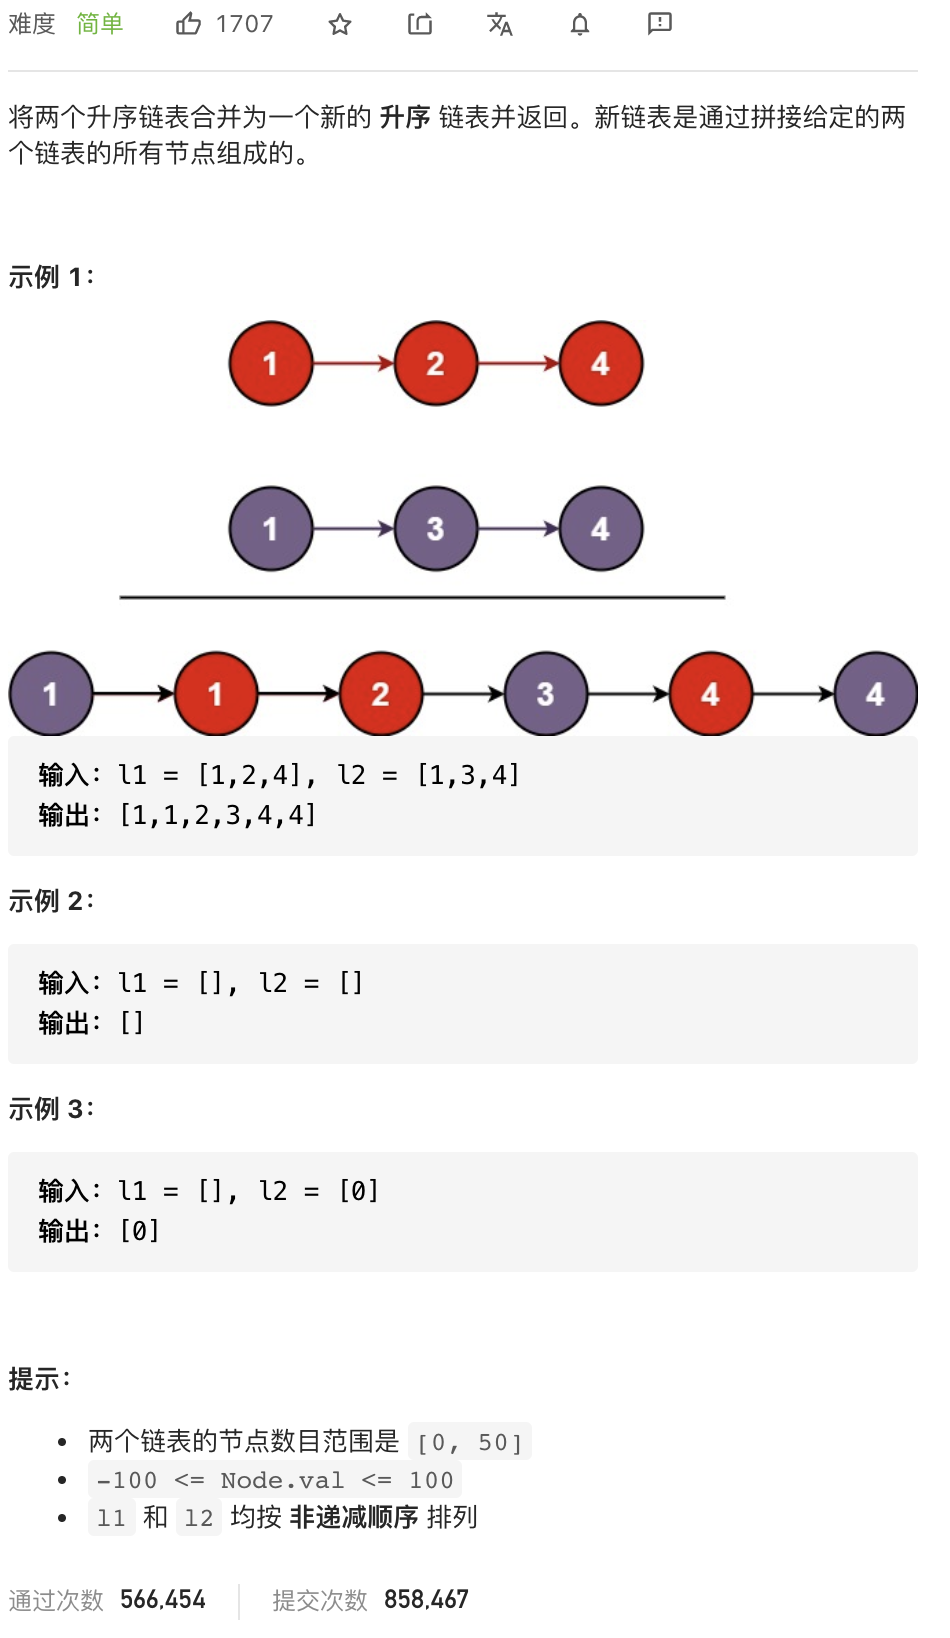 难度 简单 1707
将两个升序链表合并为一个新的 升序 链表并返回。新链表是通过拼接给定的两
个链表的所有节点组成的。
示例 1：
1 2 4
1 3 4
1 1 2 3 4 4
输入：l1 = [1,2,4], l2 = [1,3,4]
输出：[1,1,2,3,4,4]
示例 2：
输入：l1 = [], l2 = []
输出：[]
示例 3：
输入：l1 = [], l2 = [0]
输出：[0]
提示：
• 两个链表的节点数目范围是 [0, 50]
• -100 <= Node.val <= 100
• l1 和 l2 均按 非递减顺序 排列
通过次数 566,454 提交次数 858,467